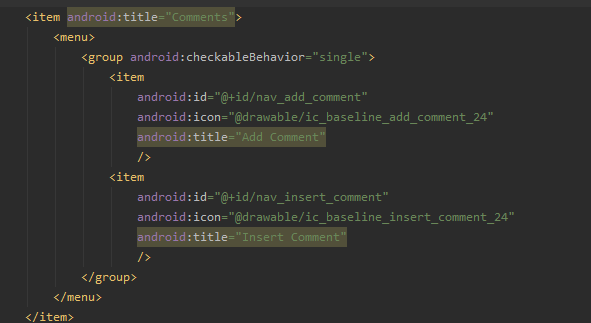 <item android:title="Comments">
<menu>
<group android:checkableBehavior="single">
<item
android:id="@+id/nav_add_comment"
android:icon="@drawable/ic_baseline_add_comment_24"
android:title="Add Comment"
/>
<item
android:id="@+id/nav_insert_comment"
android:icon="@drawable/ic_baseline_insert_comment_24"
android:title="Insert Comment"
/>
</group>
</menu>
</item>